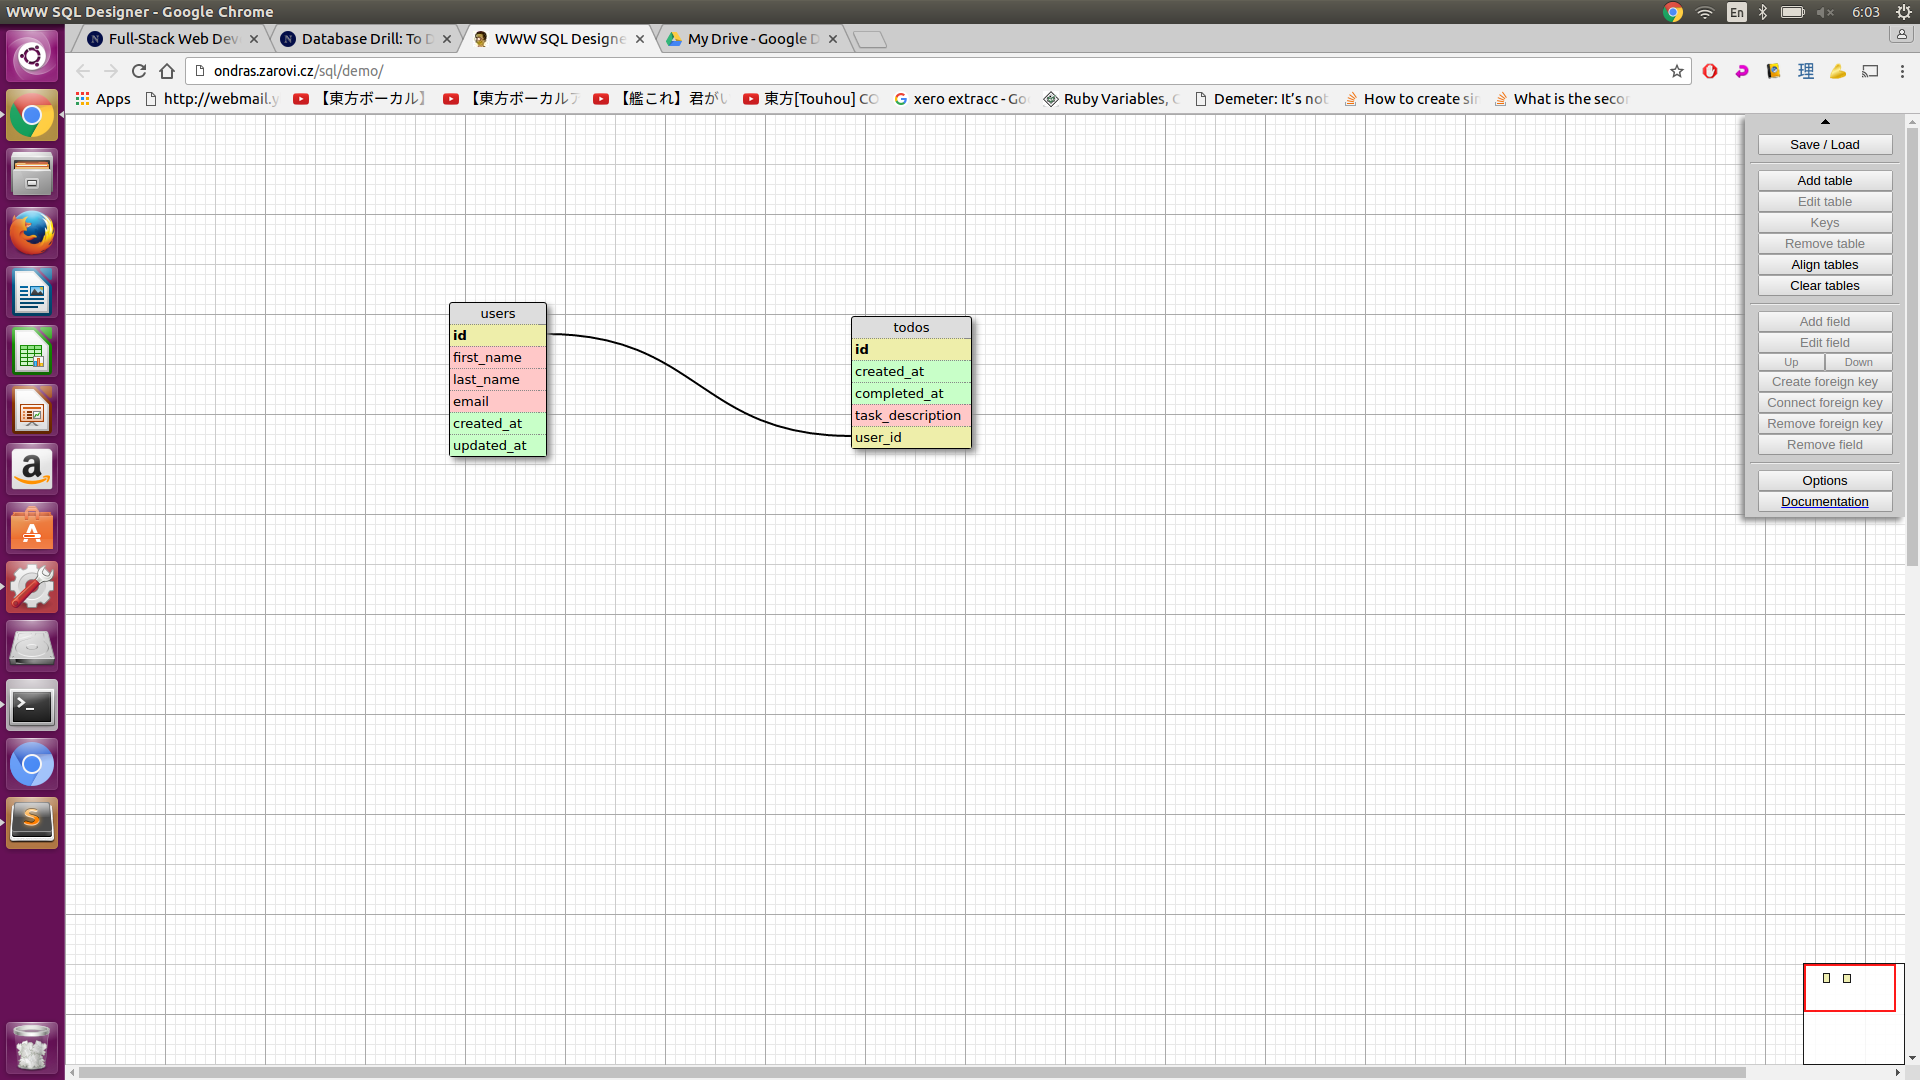 WWW SQL Designer - Google Chrome
En
6:03
Full-Stack Web Dev
Database Drill: To D
WWW SQL Designe
My Drive - Google D
ondras.zarovi.cz/sql/demo/
理
Apps
http://webmail.y
【東方ボーカル】
【東方ボーカルア
【艦これ】君がい
東方[Touhou] CO
xero extracc - Go
Ruby Variables, C
Demeter: It's not
How to create sin
What is the secon
Save / Load
Add table
Edit table
Keys
Remove table
Align tables
Clear tables
Add field
Edit field
Up
Down
Create foreign key
Connect foreign key
Remove foreign key
Remove field
Options
Documentation
users
id
first_name
last_name
email
created_at
updated_at
todos
id
created_at
completed_at
task_description
user_id